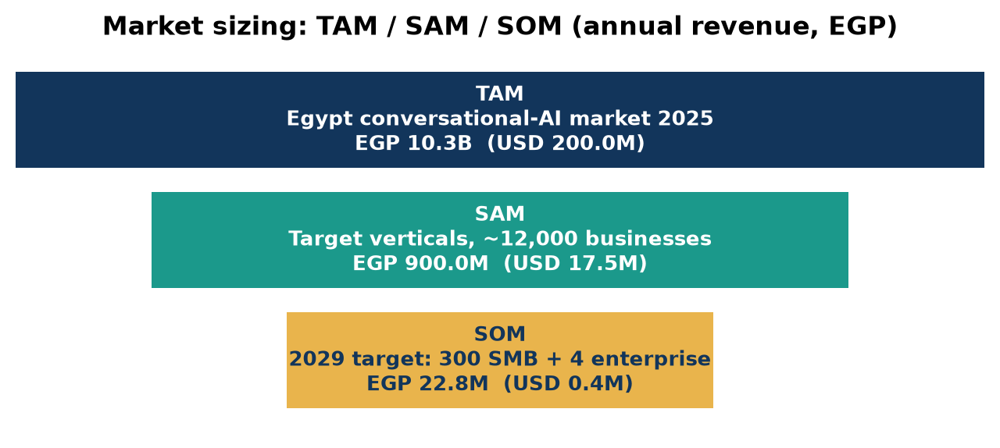 Market sizing: TAM / SAM / SOM (annual revenue, EGP)
TAM
Egypt conversational-AI market 2025
EGP 10.3B  (USD 200.0M)
SAM
Target verticals, ~12,000 businesses
EGP 900.0M  (USD 17.5M)
SOM
2029 target: 300 SMB + 4 enterprise
EGP 22.8M  (USD 0.4M)